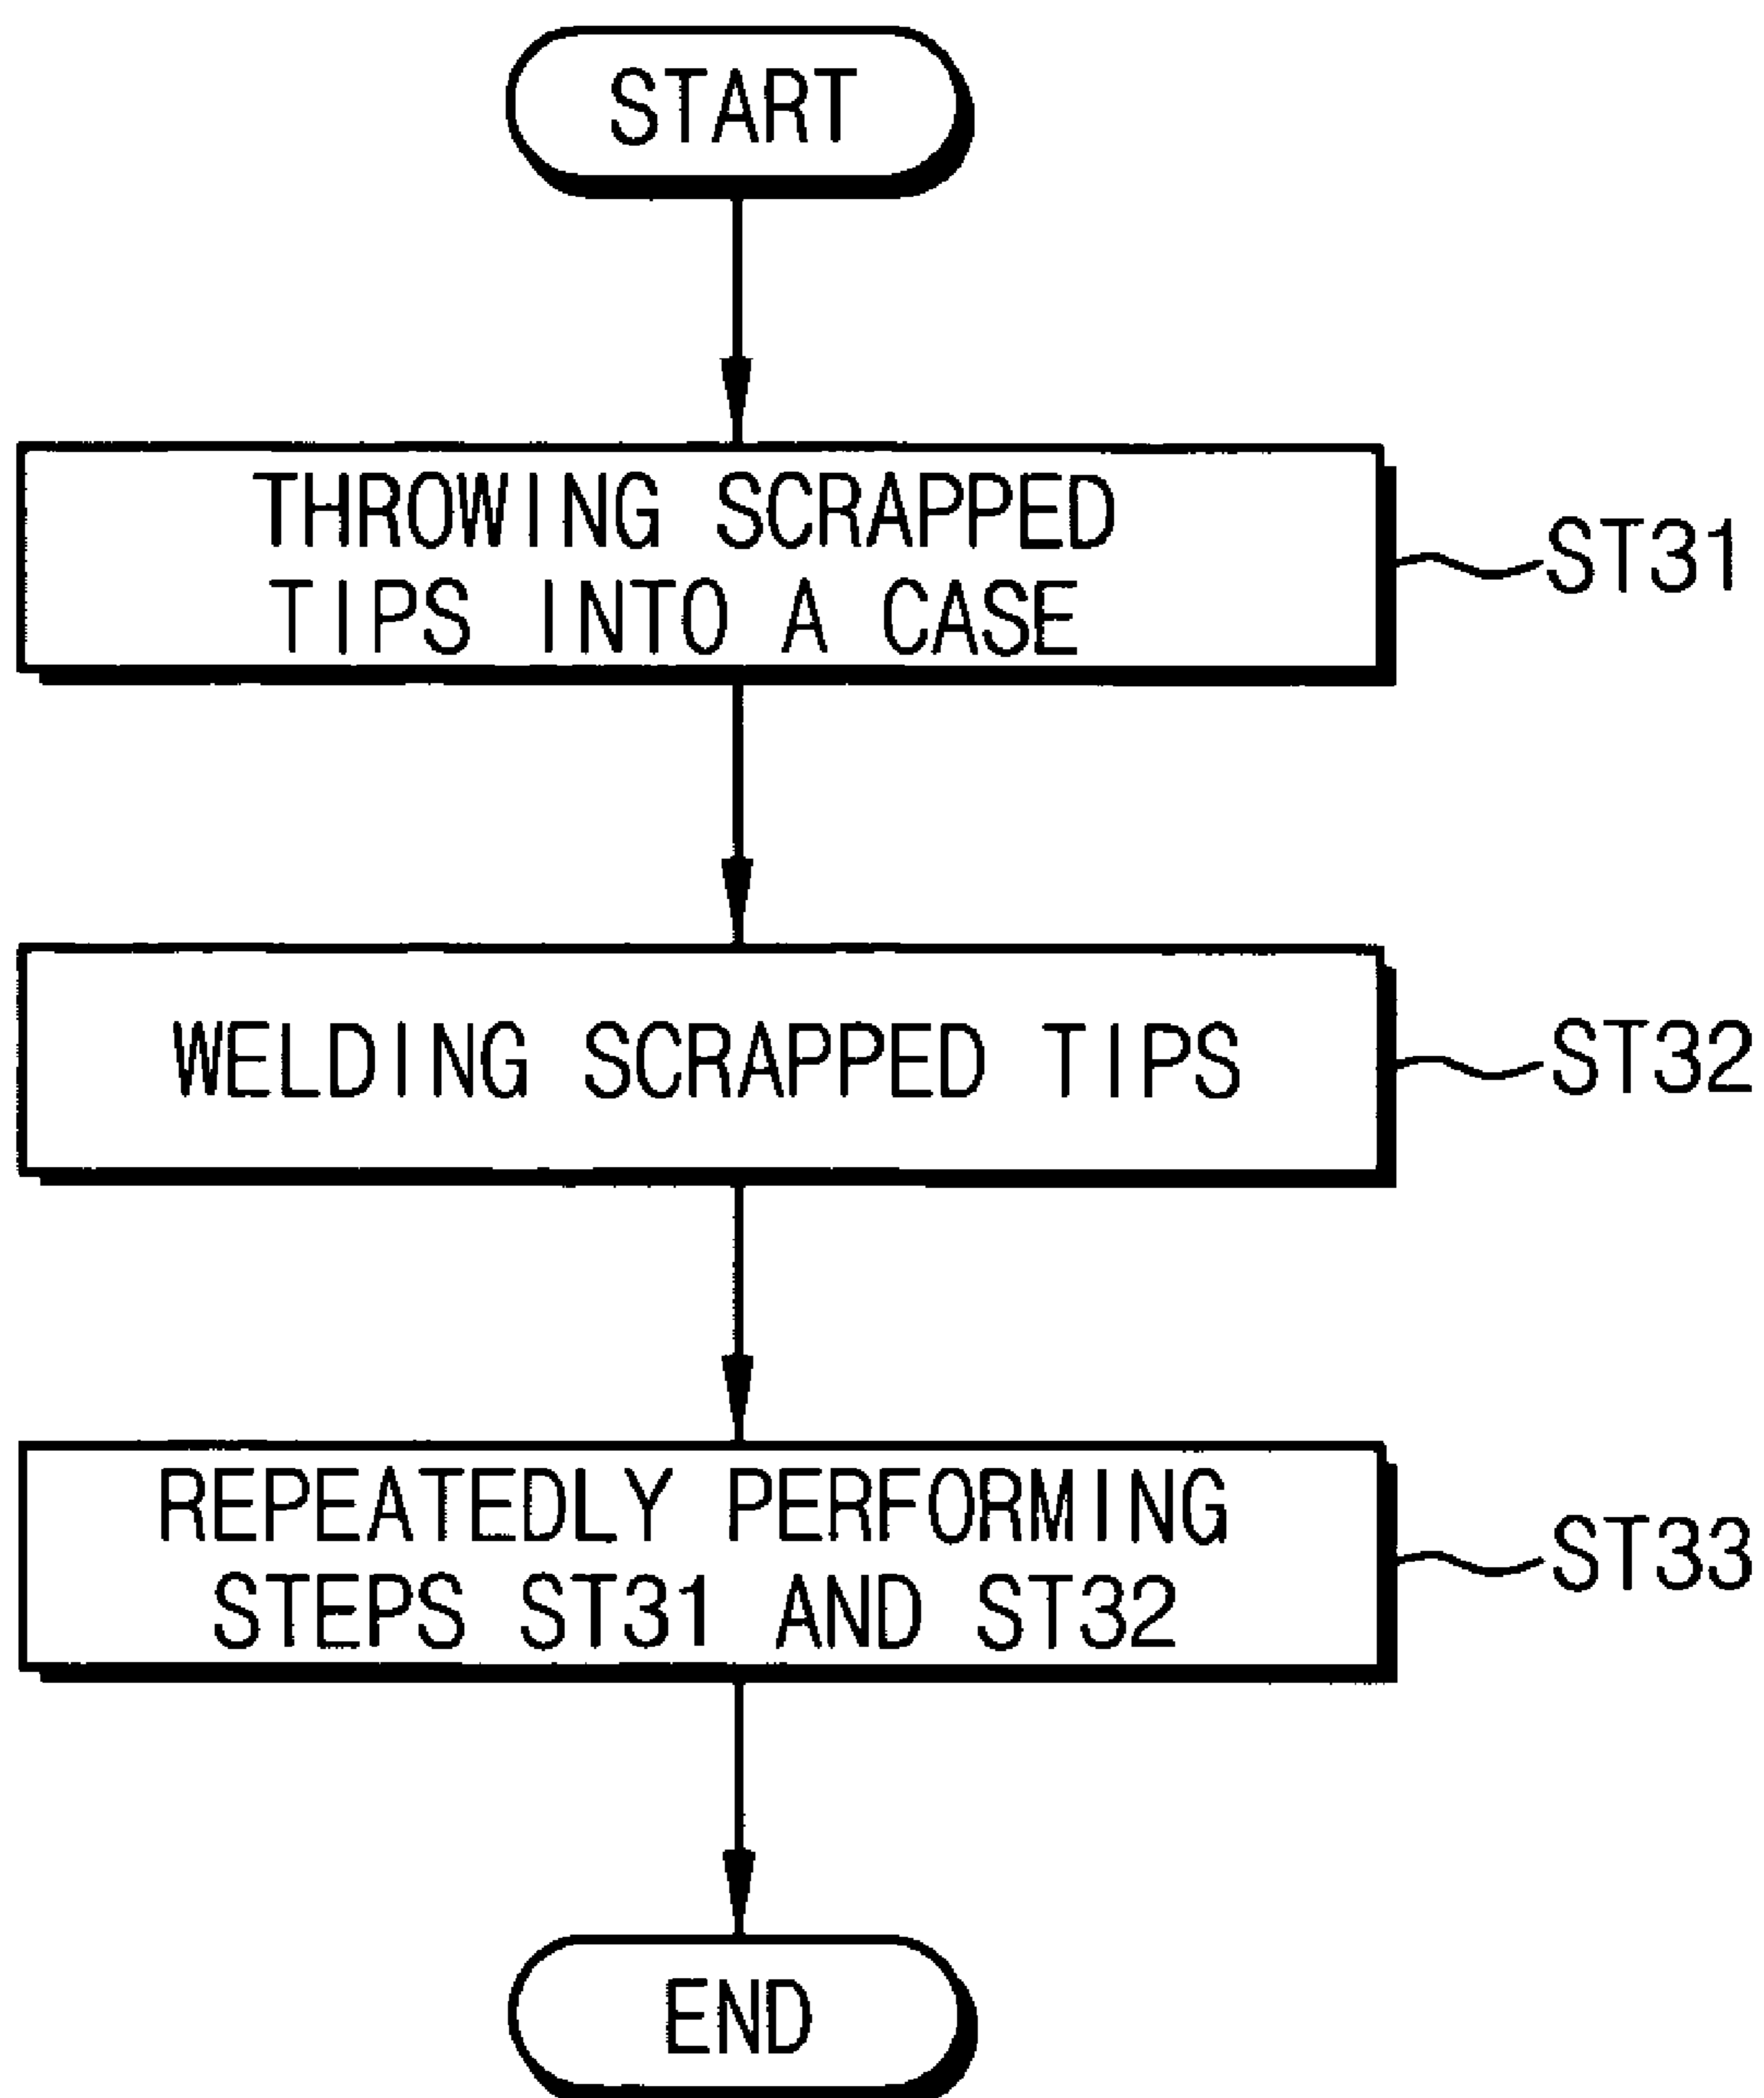 START
THROWING SCRAPPED
TIPS INTO A CASE
ST31
WELDING SCRAPPED TIPS
ST32
REPEATEDLY PERFORMING
STEPS ST31 AND ST32
ST33
END